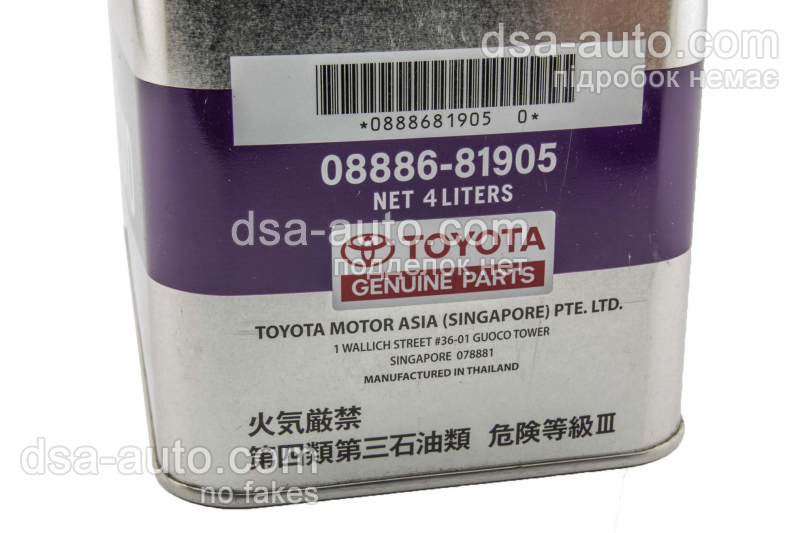 dsa-auto.com
підробок немає
*0888681905 0*
08886-81905
NET 4 LITERS
dsa-auto.com
TOYOTA
подделок нет
GENUINE PARTS
TOYOTA MOTOR ASIA (SINGAPORE) PTE. LTD.
1 WALLICH STREET #36-01 GUOCO TOWER
SINGAPORE 078881
MANUFACTURED IN THAILAND
火気厳禁
第四類第三石油類 危険等級Ⅲ
dsa-auto.com
no fakes